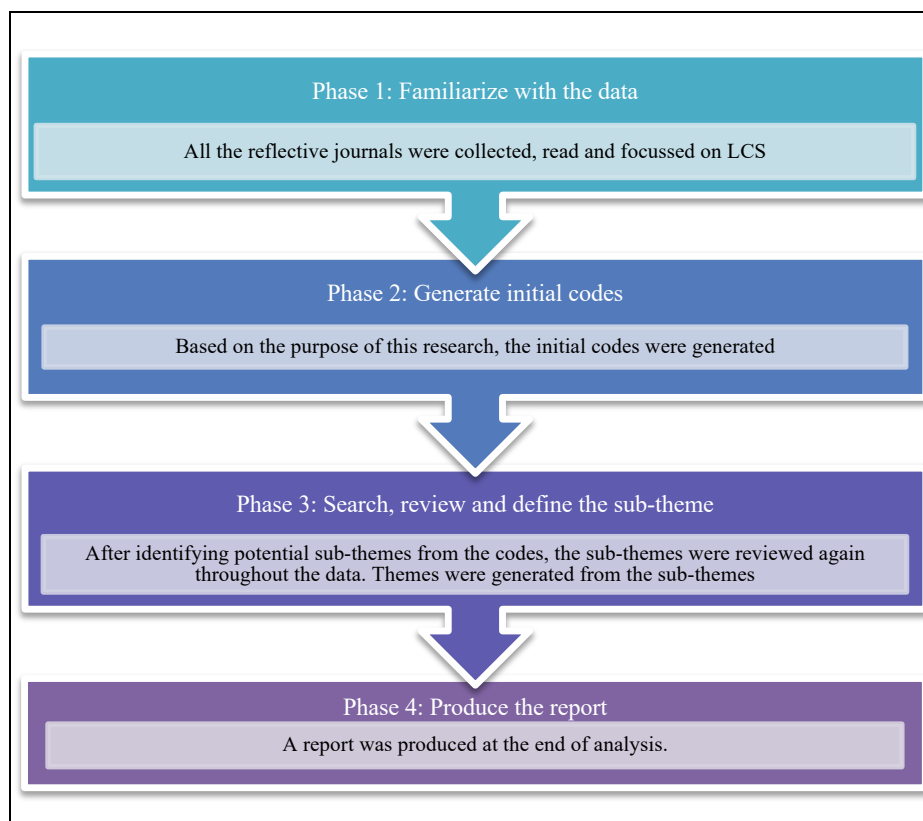 Phase 1: Familiarize with the data
All the reflective journals were collected, read and focussed on LCS
Phase 2: Generate initial codes
Based on the purpose of this research, the initial codes were generated
Phase 3: Search, review and define the sub-theme
After identifying potential sub-themes from the codes, the sub-themes were reviewed again
throughout the data. Themes were generated from the sub-themes
Phase 4: Produce the report
A report was produced at the end of analysis.